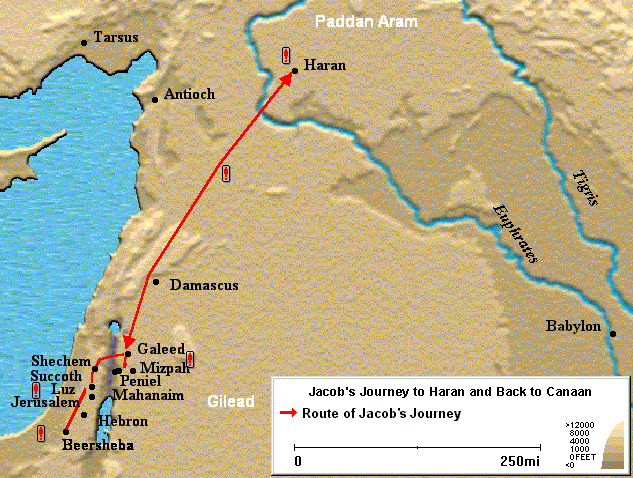 Paddan Aram
Tarsus
Haran
Antioch
Tigris
Euphrates
Damascus
Babylon
Galeed
Shechem
Mizpah
Succoth
Peniel
Luz
Mahanaim
Jerusalem
Gilead
Hebron
Beersheba
Jacob's Journey to Haran and Back to Canaan
Route of Jacob's Journey
0 250mi
>12000
8000
4000
1000
0 FEET
<0